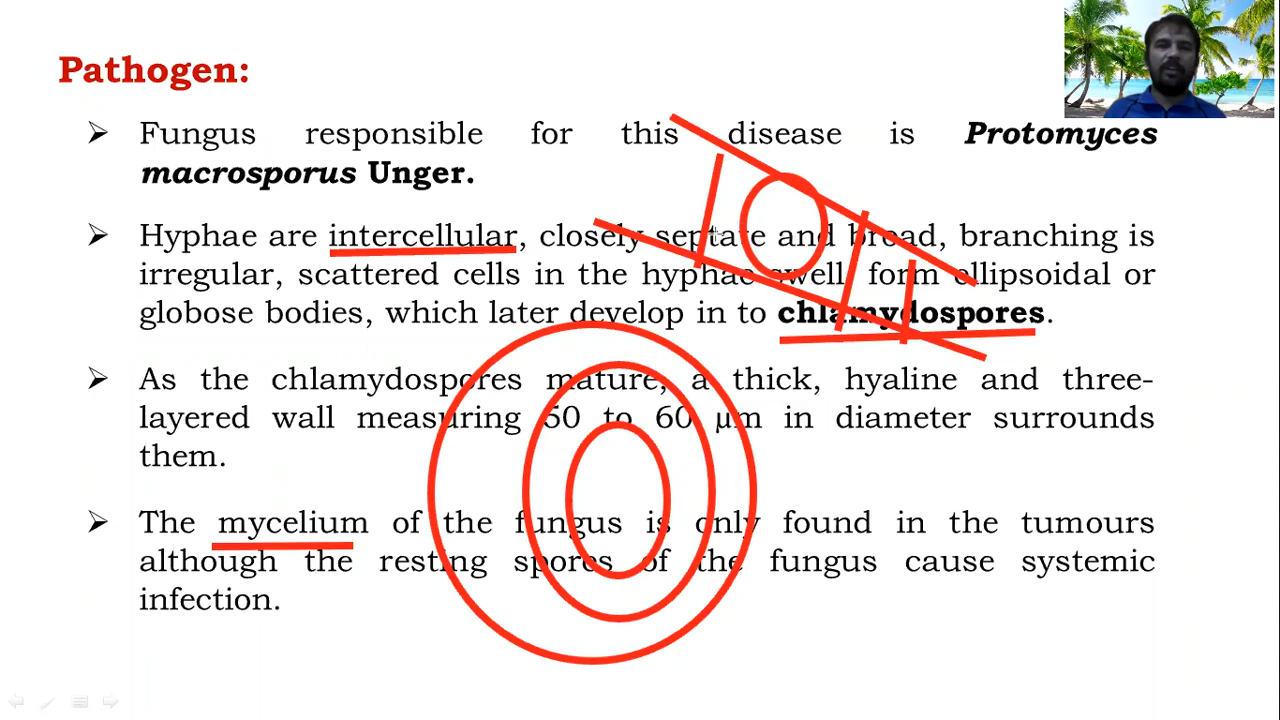 Pathogen:
Fungus responsible for this disease is Protomyces
macrosporus Unger.
Hyphae are intercellular, closely septate and broad, branching is
irregular, scattered cells in the hyphae swell, form ellipsoidal or
globose bodies, which later develop in to chlamydospores.
As the chlamydospores mature, a thick, hyaline and three-
layered wall measuring 50 to 60 µm in diameter surrounds
them.
The mycelium of the fungus is only found in the tumours
although the resting spores of the fungus cause systemic
infection.